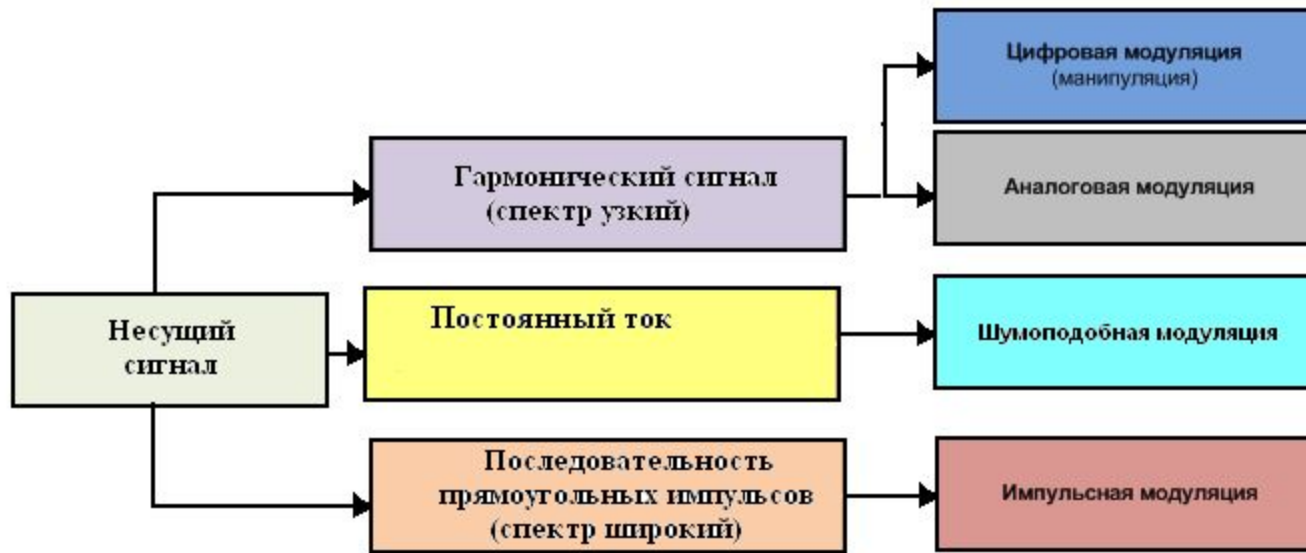 Цифровая модуляция
(манипуляция)
Гармонический сигнал
(спектр узкий)
Аналоговая модуляция
Несущий
сигнал
Постоянный ток
Шумоподобная модуляция
Последовательность
прямоугольных импульсов
(спектр широкий)
Импульсная модуляция